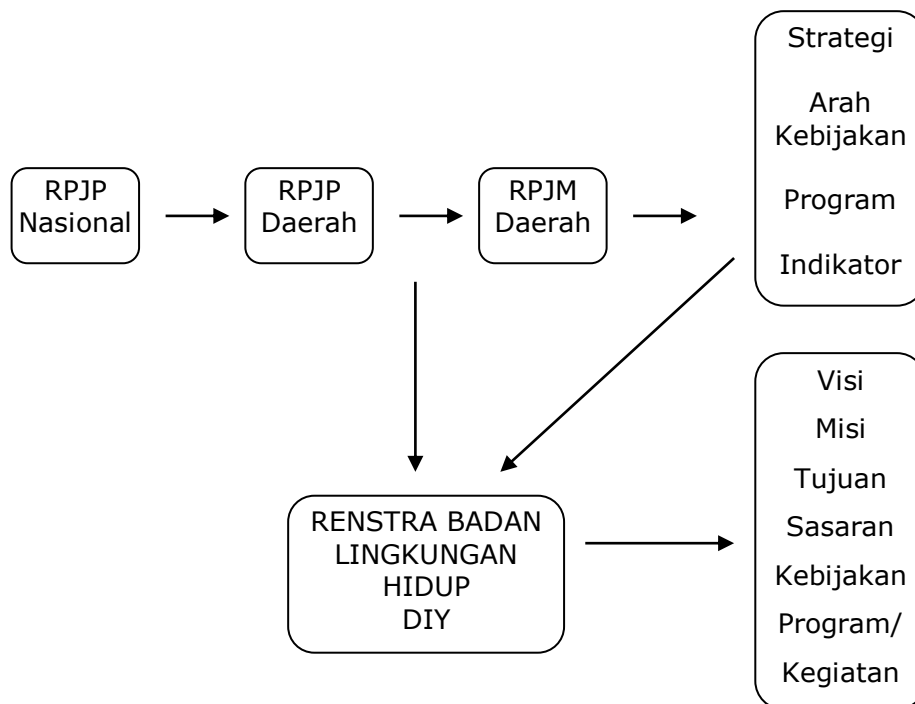 RPJP
Nasional
RPJP
Daerah
RPJM
Daerah
Strategi
Arah
Kebijakan
Program
Indikator
RENSTRA BADAN
LINGKUNGAN
HIDUP
DIY
Visi
Misi
Tujuan
Sasaran
Kebijakan
Program/
Kegiatan